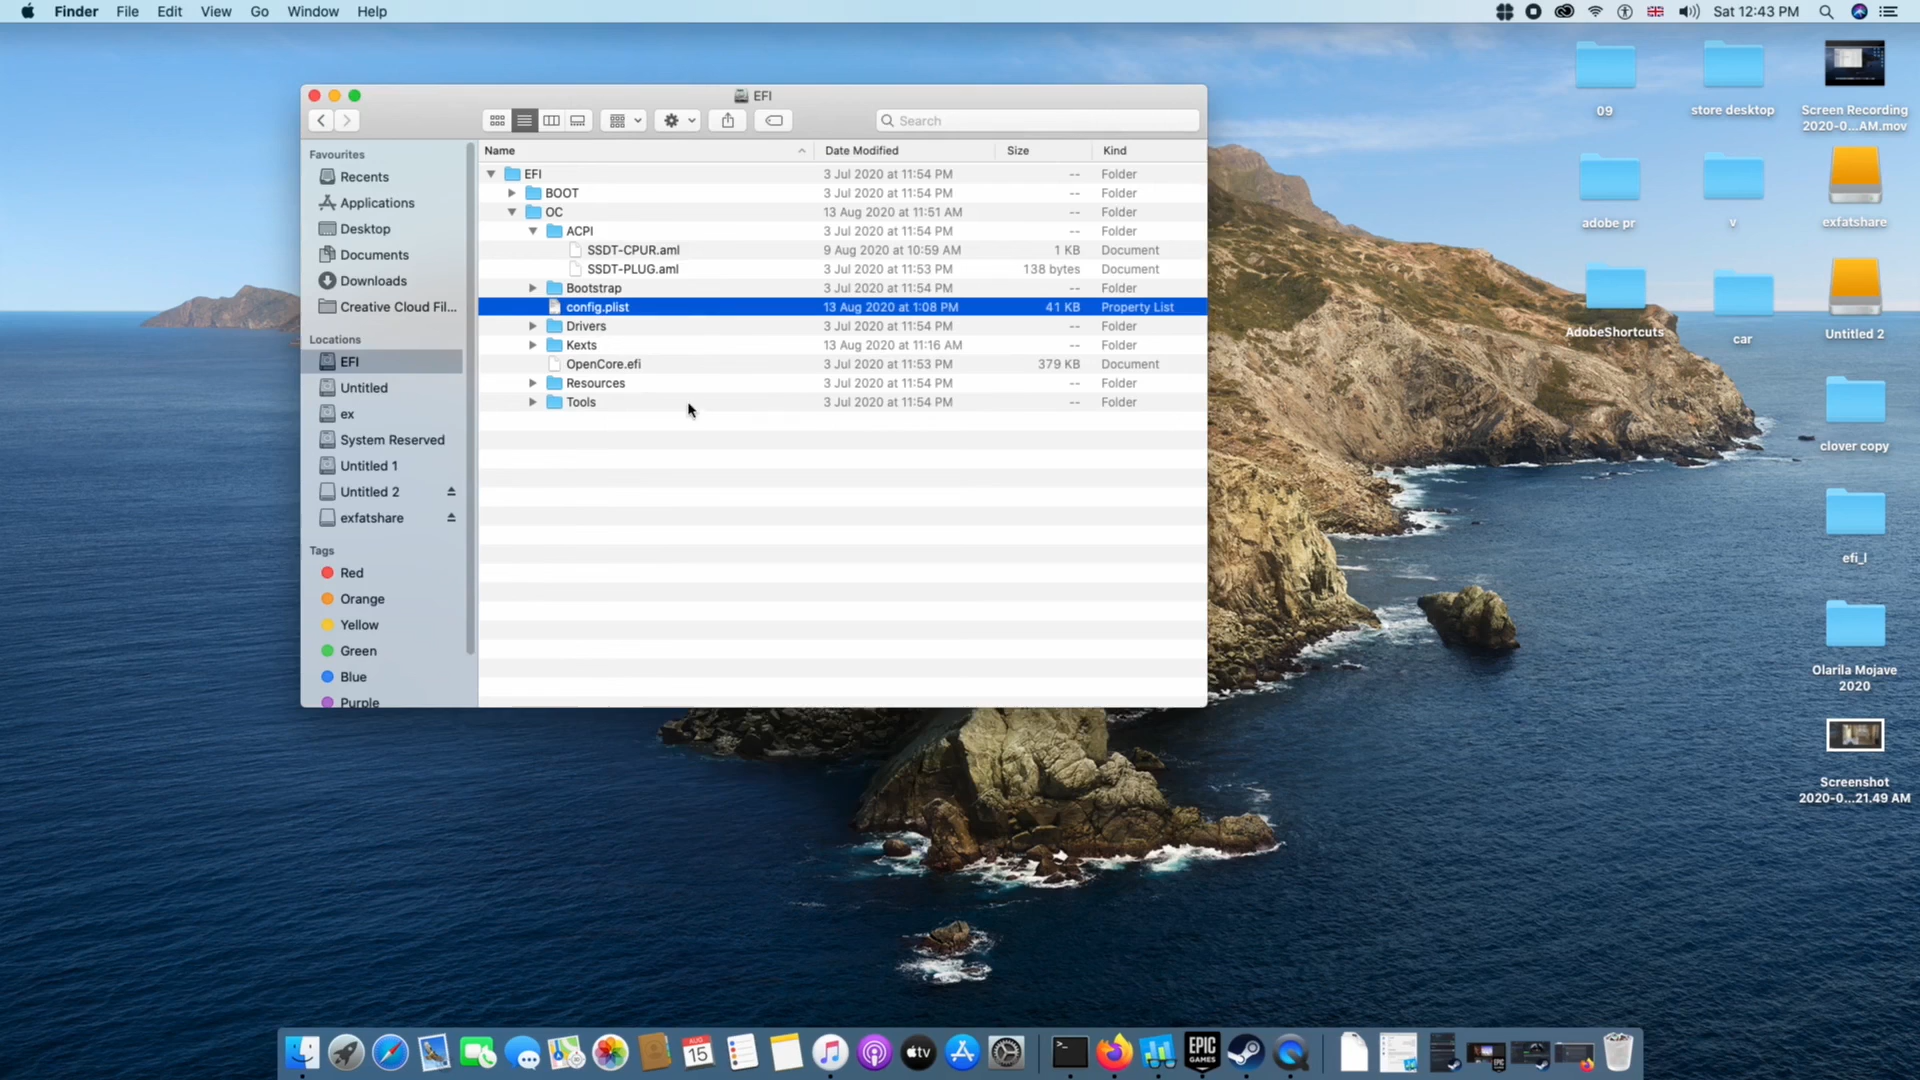 Finder File Edit View Go Window Help
Sat 12:43 PM
EFI
Search
Favourites
Recents
Applications
Desktop
Documents
Downloads
Creative Cloud Fil...
Locations
EFI
Untitled
ex
System Reserved
Untitled 1
Untitled 2
exfatshare
Tags
Red
Orange
Yellow
Green
Blue
Purple
Name Date Modified Size Kind
EFI 3 Jul 2020 at 11:54 PM -- Folder
BOOT 3 Jul 2020 at 11:54 PM -- Folder
OC 13 Aug 2020 at 11:51 AM -- Folder
ACPI 3 Jul 2020 at 11:54 PM -- Folder
SSDT-CPUR.aml 9 Aug 2020 at 10:59 AM 1 KB Document
SSDT-PLUG.aml 3 Jul 2020 at 11:53 PM 138 bytes Document
Bootstrap 3 Jul 2020 at 11:54 PM -- Folder
config.plist 13 Aug 2020 at 1:08 PM 41 KB Property List
Drivers 3 Jul 2020 at 11:54 PM -- Folder
Kexts 13 Aug 2020 at 11:16 AM -- Folder
OpenCore.efi 3 Jul 2020 at 11:53 PM 379 KB Document
Resources 3 Jul 2020 at 11:54 PM -- Folder
Tools 3 Jul 2020 at 11:54 PM -- Folder
09
store desktop
Screen Recording
2020-0...AM.mov
adobe pr
v
exfatshare
AdobeShortcuts
car
Untitled 2
clover copy
efi_l
Olarila Mojave
2020
Screenshot
2020-0...21.49 AM
AUG
15
tv
EPIC
GAMES